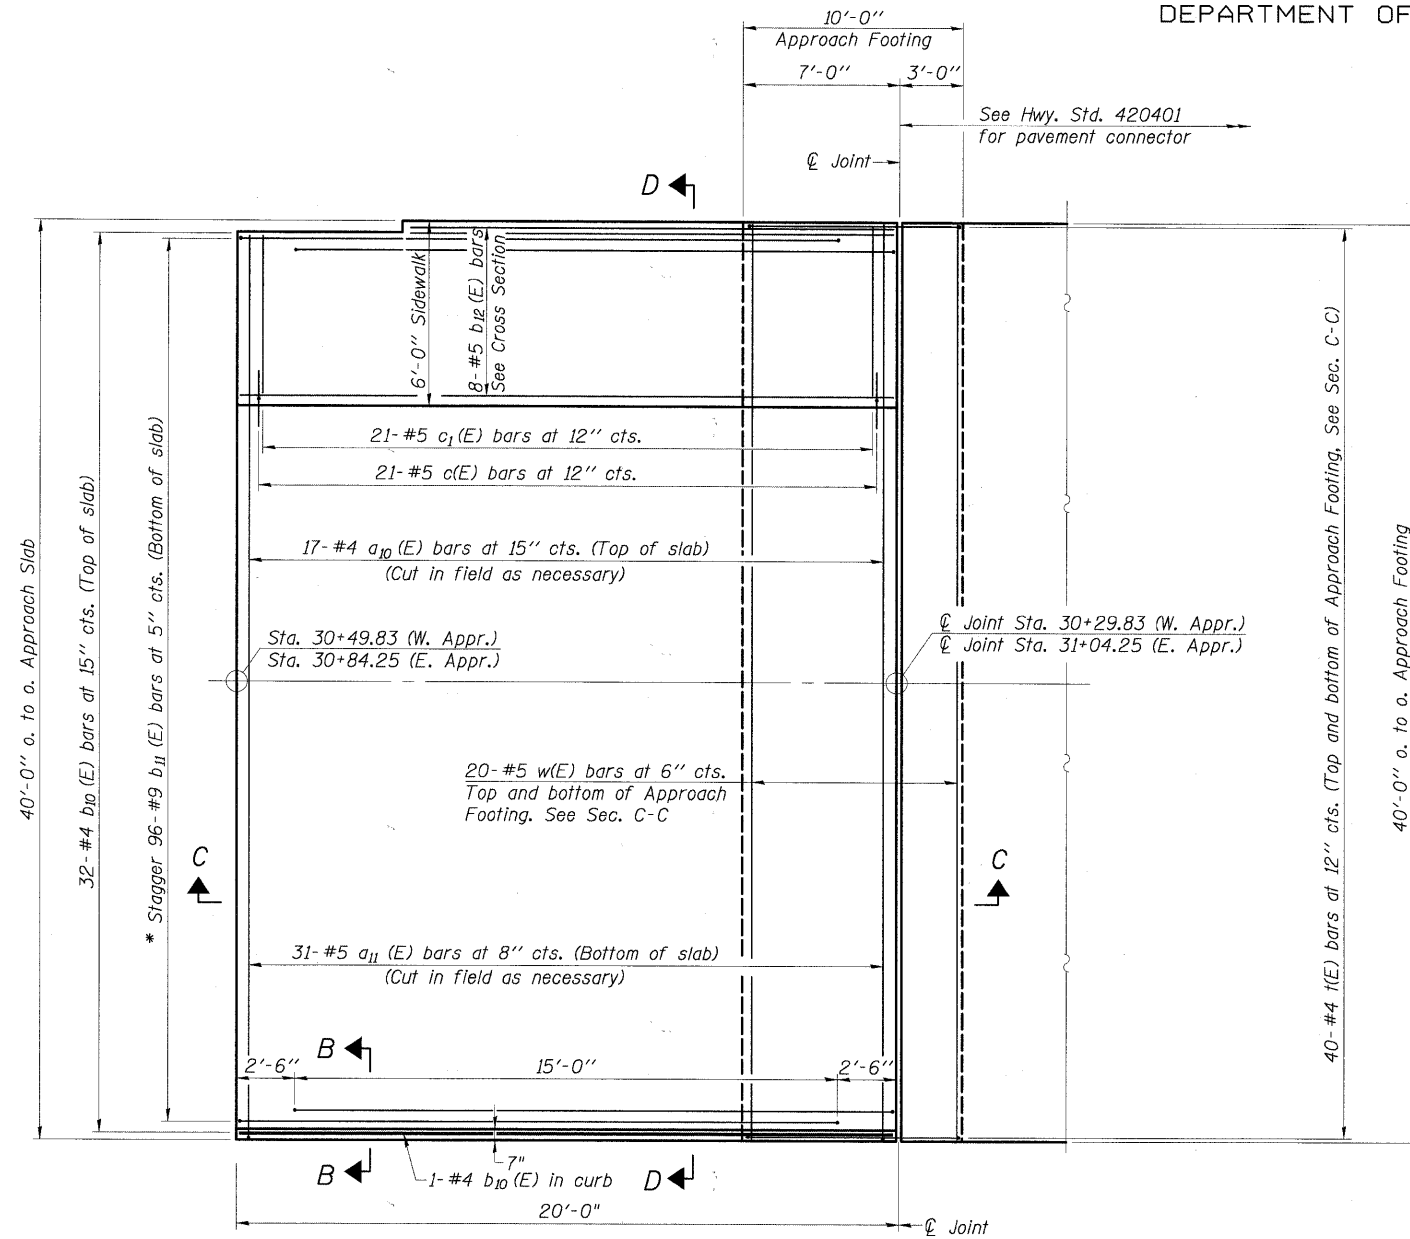 DEPARTMENT OF
10'-0"
Approach Footing
7'-0"
3'-0"
See Hwy. Std. 420401
for pavement connector
℄ Joint
D
6'-0" Sidewalk
8-#5 b12(E) bars
See Cross Section
21-#5 c1(E) bars at 12" cts.
21-#5 c(E) bars at 12" cts.
17-#4 a10(E) bars at 15" cts. (Top of slab)
(Cut in field as necessary)
Sta. 30+49.83 (W. Appr.)
Sta. 30+84.25 (E. Appr.)
℄ Joint Sta. 30+29.83 (W. Appr.)
℄ Joint Sta. 31+04.25 (E. Appr.)
40'-0" o. to o. Approach Slab
32-#4 b10(E) bars at 15" cts. (Top of slab)
* Stagger 96-#9 b11(E) bars at 5" cts. (Bottom of slab)
20-#5 w(E) bars at 6" cts.
Top and bottom of Approach
Footing. See Sec. C-C
40-#4 t(E) bars at 12" cts. (Top and bottom of Approach Footing, See Sec. C-C)
40'-0" o. to o. Approach Footing
C
C
31-#5 a11(E) bars at 8" cts. (Bottom of slab)
(Cut in field as necessary)
B
2'-6"
15'-0"
2'-6"
B
7"
1-#4 b10(E) in curb
D
20'-0"
℄ Joint